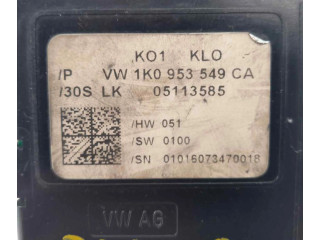 KO1 KLO
/P VW 1K0 953 549 CA
/30S LK 05113585
/HW 051
/SW 0100
/SN 01016073470018
VW AG